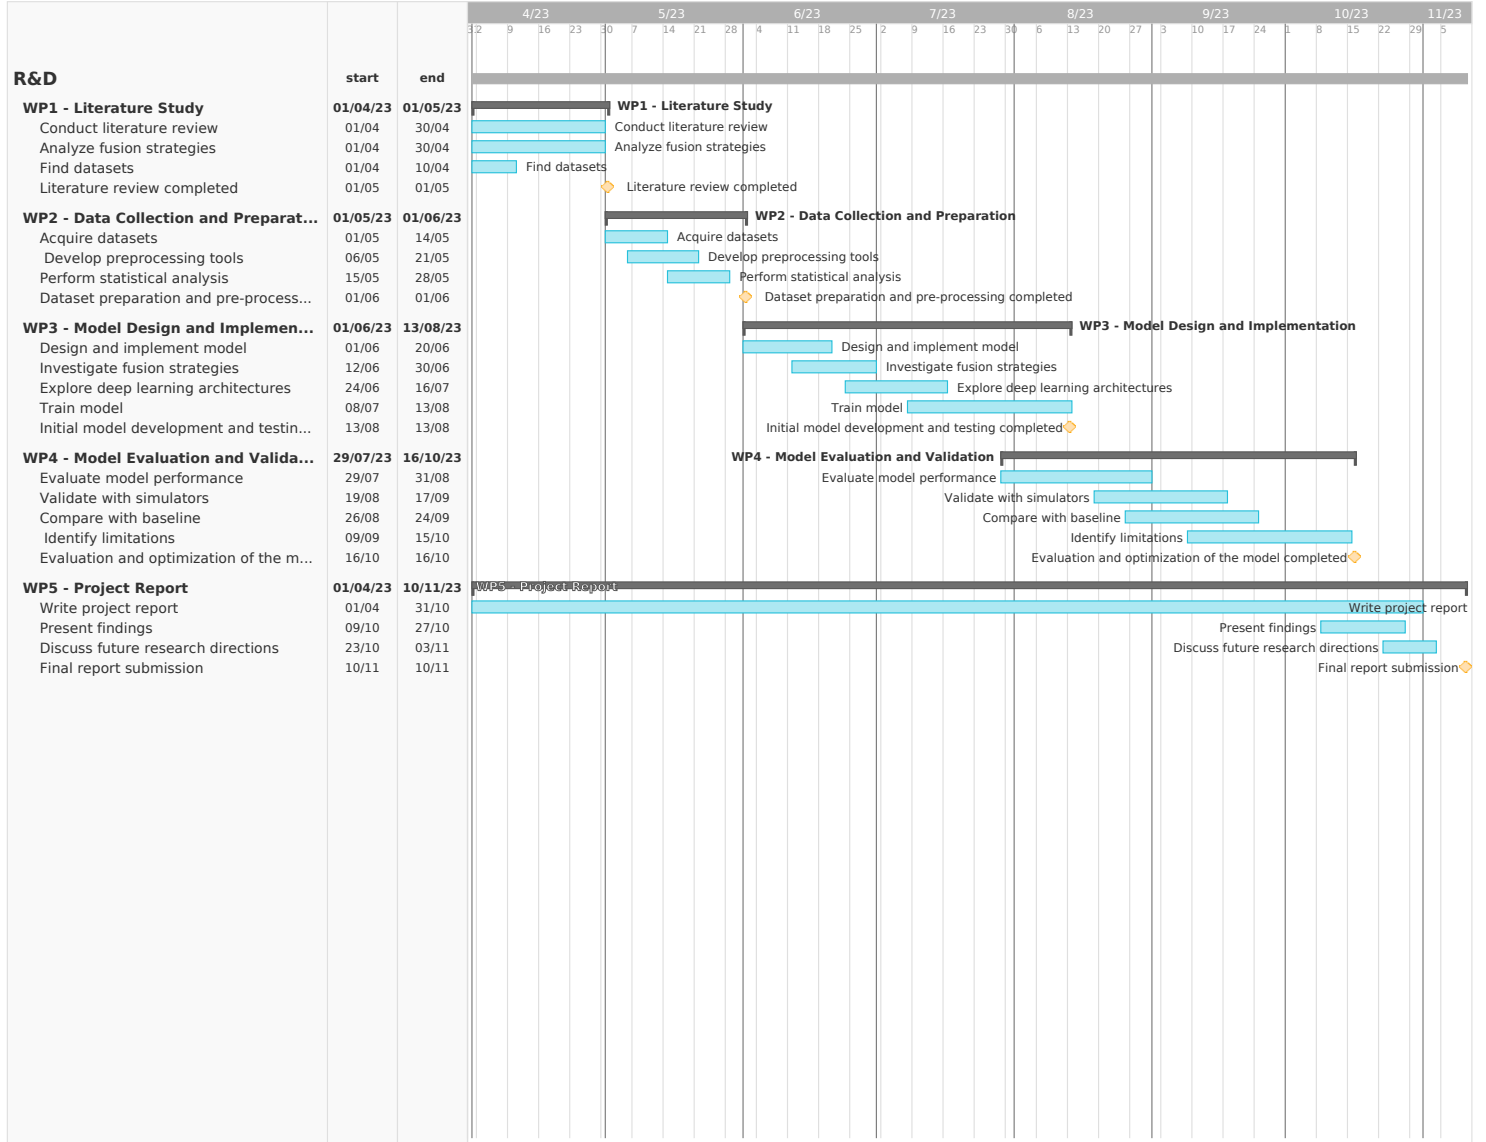 4/23 5/23 6/23 7/23 8/23 9/23 10/23 11/23
2 9 16 23 30 7 14 21 28 4 11 18 25 2 9 16 23 30 6 13 20 27 3 10 17 24 1 8 15 22 29 5
R&D start end
WP1 - Literature Study 01/04/23 01/05/23 WP1 - Literature Study
Conduct literature review 01/04 30/04 Conduct literature review
Analyze fusion strategies 01/04 30/04 Analyze fusion strategies
Find datasets 01/04 10/04 Find datasets
Literature review completed 01/05 01/05 Literature review completed
WP2 - Data Collection and Preparat... 01/05/23 01/06/23 WP2 - Data Collection and Preparation
Acquire datasets 01/05 14/05 Acquire datasets
Develop preprocessing tools 06/05 21/05 Develop preprocessing tools
Perform statistical analysis 15/05 28/05 Perform statistical analysis
Dataset preparation and pre-process... 01/06 01/06 Dataset preparation and pre-processing completed
WP3 - Model Design and Implemen... 01/06/23 13/08/23 WP3 - Model Design and Implementation
Design and implement model 01/06 20/06 Design and implement model
Investigate fusion strategies 12/06 30/06 Investigate fusion strategies
Explore deep learning architectures 24/06 16/07 Explore deep learning architectures
Train model 08/07 13/08 Train model
Initial model development and testin... 13/08 13/08 Initial model development and testing completed
WP4 - Model Evaluation and Valida... 29/07/23 16/10/23 WP4 - Model Evaluation and Validation
Evaluate model performance 29/07 31/08 Evaluate model performance
Validate with simulators 19/08 17/09 Validate with simulators
Compare with baseline 26/08 24/09 Compare with baseline
Identify limitations 09/09 15/10 Identify limitations
Evaluation and optimization of the m... 16/10 16/10 Evaluation and optimization of the model completed
WP5 - Project Report 01/04/23 10/11/23 WP5 - Project Report
Write project report 01/04 31/10 Write project report
Present findings 09/10 27/10 Present findings
Discuss future research directions 23/10 03/11 Discuss future research directions
Final report submission 10/11 10/11 Final report submission